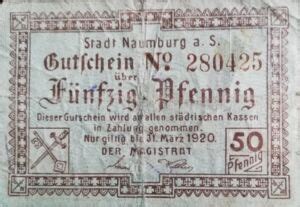 Stadt Naumburg a. S.
Gutschein № 280425
über
Fünfzig Pfennig
Dieser Gutschein wird an allen städtischen Kassen
in Zahlung genommen.
Nur giltig bis 31. März 1920.
DER MAGISTRAT
50
Pfennig